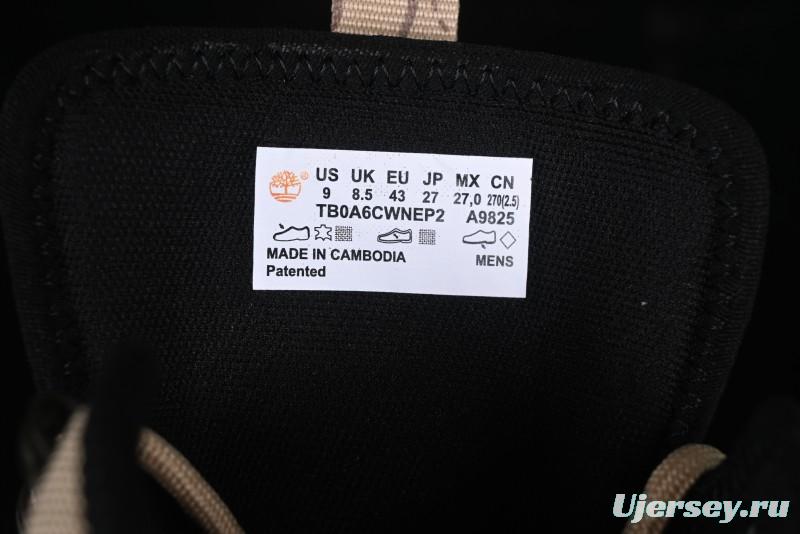 US UK EU JP MX CN
9 8.5 43 27 27,0 270(2.5)
TB0A6CWNEP2 A9825
MADE IN CAMBODIA
Patented
MENS
Ujersey.ru